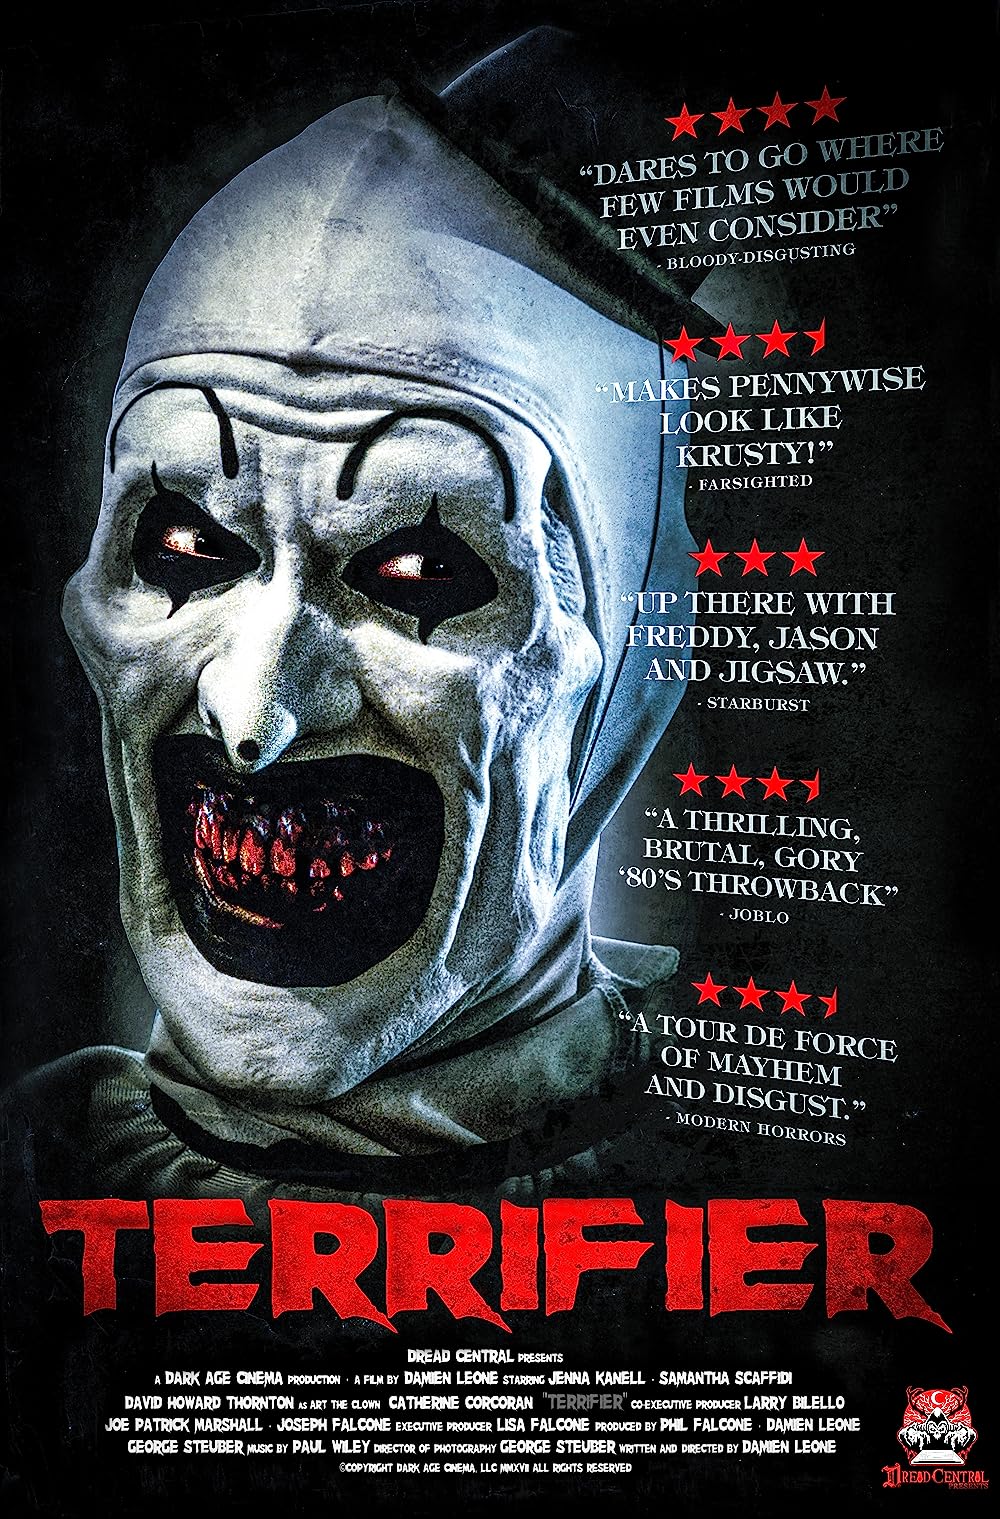 “DARES TO GO WHERE
FEW FILMS WOULD
EVEN CONSIDER”
- BLOODY-DISGUSTING
“MAKES PENNYWISE
LOOK LIKE
KRUSTY!”
- FARSIGHTED
“UP THERE WITH
FREDDY, JASON
AND JIGSAW.”
- STARBURST
“A THRILLING,
BRUTAL, GORY
‘80’S THROWBACK”
- JOBLO
“A TOUR DE FORCE
OF MAYHEM
AND DISGUST.”
- MODERN HORRORS
TERRIFIER
DREAD CENTRAL PRESENTS
A DARK AGE CINEMA PRODUCTION · A FILM BY DAMIEN LEONE STARRING JENNA KANELL · SAMANTHA SCAFFIDI
DAVID HOWARD THORNTON AS ART THE CLOWN CATHERINE CORCORAN "TERRIFIER" CO-EXECUTIVE PRODUCER LARRY BILELLO
JOE PATRICK MARSHALL · JOSEPH FALCONE EXECUTIVE PRODUCER LISA FALCONE PRODUCED BY PHIL FALCONE · DAMIEN LEONE
GEORGE STEUBER MUSIC BY PAUL WILEY DIRECTOR OF PHOTOGRAPHY GEORGE STEUBER WRITTEN AND DIRECTED BY DAMIEN LEONE
©COPYRIGHT DARK AGE CINEMA, LLC MMXVII ALL RIGHTS RESERVED
DREAD CENTRAL
PRESENTS